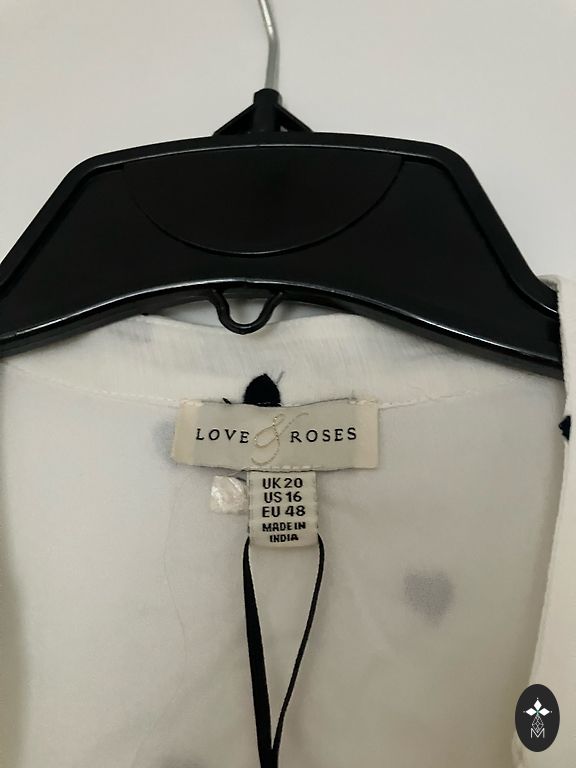 LOVE & ROSES
UK 20
US 16
EU 48
MADE IN
INDIA
M